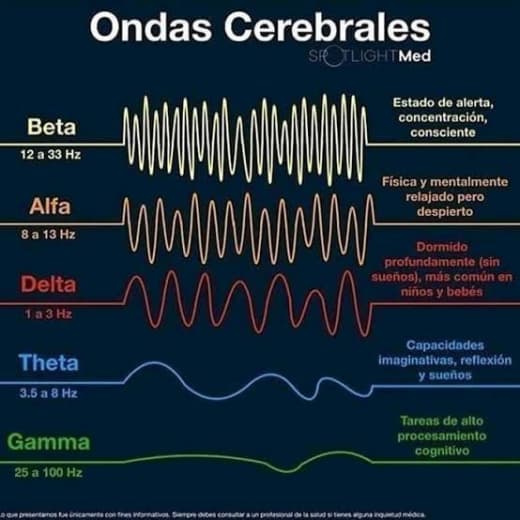 Ondas Cerebrales
SPOTLIGHTMed
Beta
12 a 33 Hz
Estado de alerta,
concentración,
consciente
Alfa
8 a 13 Hz
Física y mentalmente
relajado pero
despierto
Delta
1 a 3 Hz
Dormido
profundamente (sin
sueños), más común en
niños y bebés
Theta
3.5 a 8 Hz
Capacidades
imaginativas, reflexión
y sueños
Gamma
25 a 100 Hz
Tareas de alto
procesamiento
cognitivo
Lo que presentamos fue únicamente con fines informativos. Siempre debes consultar a un profesional de la salud si tienes alguna inquietud médica.